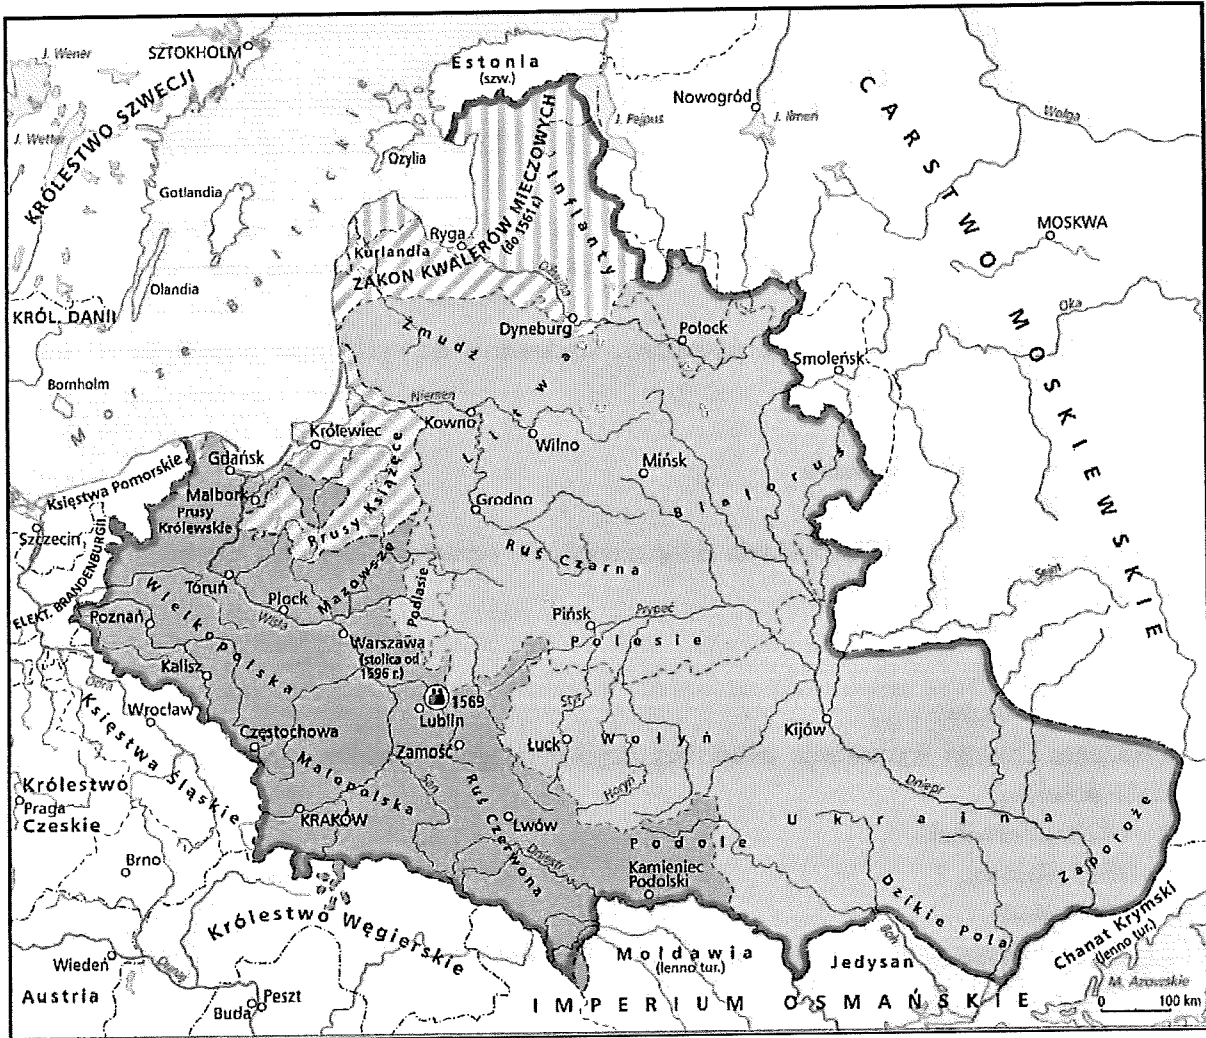 J. Wener
SZTOKHOLM
KRÓLESTWO SZWECJI
J. Wetter
Gotlandia
Olandia
KRÓL. DANII
Bornholm
Morze Bałtyckie
Estonia
(szw.)
Ozylia
Nowogród
J. Pejpus
J. Ilmeń
Wołga
CARSTWO MOSKIEWSKIE
MOSKWA
Oka
ZAKON KAWALERÓW MIECZOWYCH
(do 1561 r.)
Inflanty
Ryga
Kurlandia
Dźwina
Dyneburg
Połock
Smoleńsk
Żmudź
Litwa
Niemen
Kowno
Wilno
Królewiec
Gdańsk
Malbork
Prusy
Królewskie
Prusy Książęce
Księstwa Pomorskie
Szczecin
ELEKT. BRANDENBURGII
Mińsk
Grodno
Białoruś
Ruś Czarna
Toruń
Płock
Wisła
Mazowsze
Podlasie
Wielkopolska
Poznań
Kalisz
Warszawa
(stolica od
1596 r.)
Pińsk
Prypeć
Polesie
Sejm
1569
Lublin
Odra
Wrocław
Księstwa Śląskie
Częstochowa
Zamość
Małopolska
San
Styr
Łuck
Wołyń
Horyń
Kijów
Dniepr
Królestwo
Praga
Czeskie
KRAKÓW
Ruś Czerwona
Lwów
Dniestr
Podole
Kamieniec
Podolski
Ukraina
Zaporoże
Dzikie Pola
Brno
Królestwo Węgierskie
Wiedeń
Dunaj
Austria
Peszt
Buda
Mołdawia
(lenno tur.)
Boh
Jedysan
Chanat Krymski
(lenno tur.)
M. Azowskie
IMPERIUM OSMAŃSKIE
0 100 km